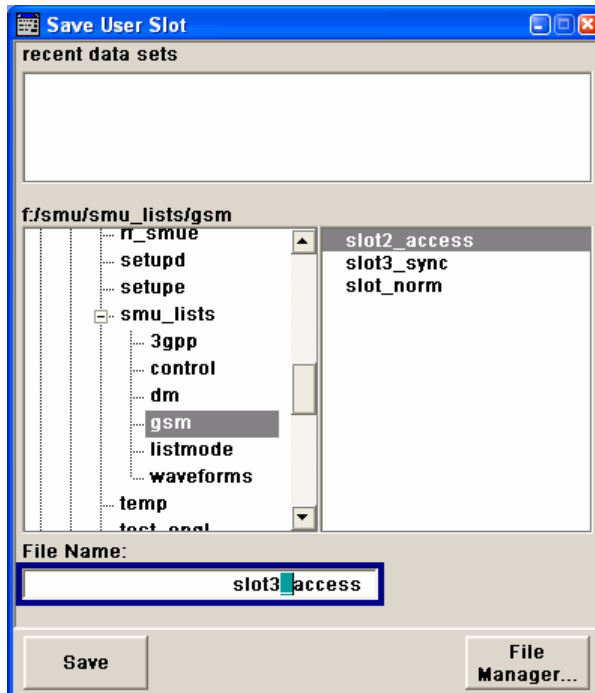 Save User Slot
recent data sets
f:/smu/smu_lists/gsm
rf_smue
setupd
setupe
smu_lists
3gpp
control
dm
gsm
listmode
waveforms
temp
slot2_access
slot3_sync
slot_norm
File Name:
slot3_access
Save
File
Manager...